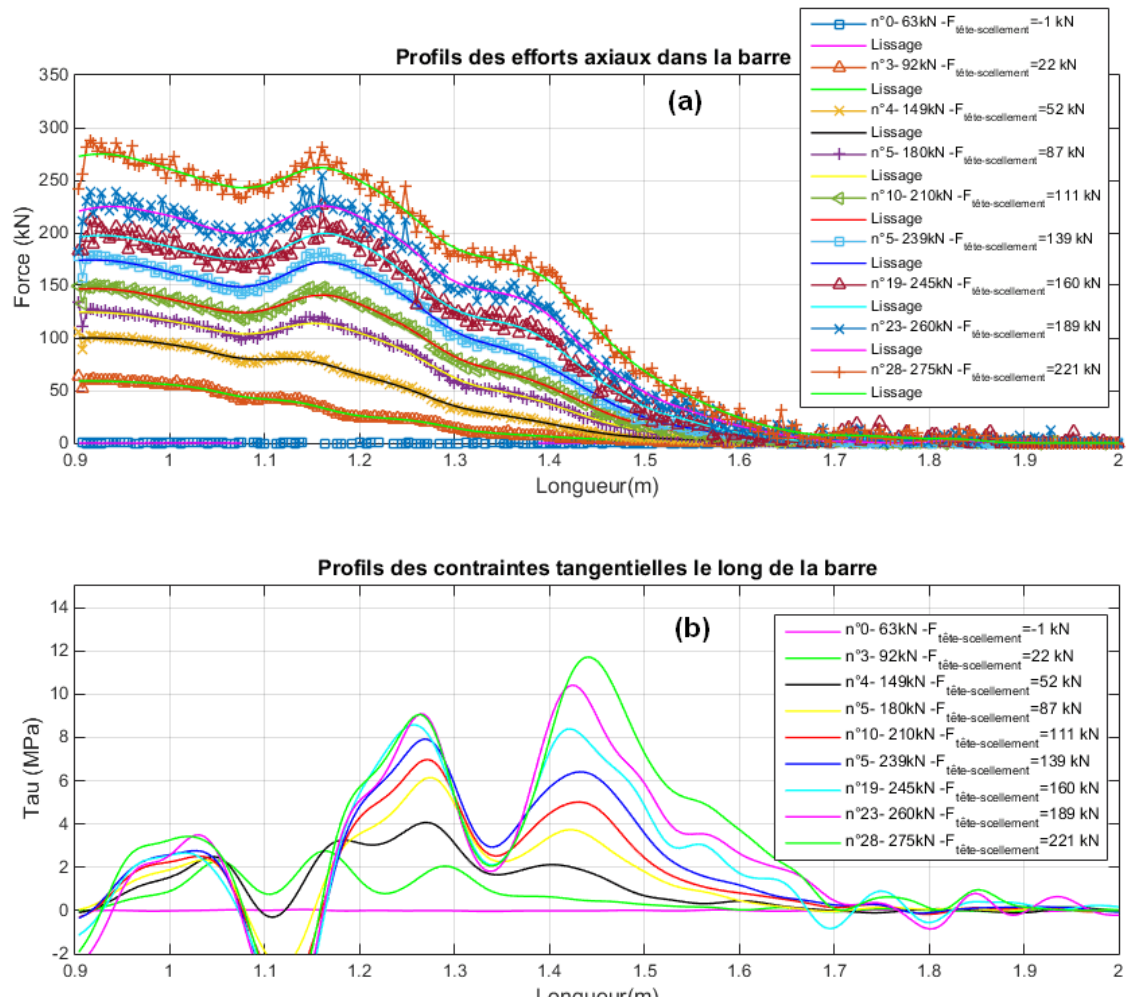 Profils des efforts axiaux dans la barre
(a)
n°0- 63kN -Ftête-scellement=-1 kN
Lissage
n°3- 92kN -Ftête-scellement=22 kN
Lissage
n°4- 149kN -Ftête-scellement=52 kN
Lissage
n°5- 180kN -Ftête-scellement=87 kN
Lissage
n°10- 210kN -Ftête-scellement=111 kN
Lissage
n°5- 239kN -Ftête-scellement=139 kN
Lissage
n°19- 245kN -Ftête-scellement=160 kN
Lissage
n°23- 260kN -Ftête-scellement=189 kN
Lissage
n°28- 275kN -Ftête-scellement=221 kN
Lissage
Force (kN)
350
300
250
200
150
100
50
0
0.9 1 1.1 1.2 1.3 1.4 1.5 1.6 1.7 1.8 1.9 2
Longueur(m)
Profils des contraintes tangentielles le long de la barre
(b)
n°0- 63kN -Ftête-scellement=-1 kN
n°3- 92kN -Ftête-scellement=22 kN
n°4- 149kN -Ftête-scellement=52 kN
n°5- 180kN -Ftête-scellement=87 kN
n°10- 210kN -Ftête-scellement=111 kN
n°5- 239kN -Ftête-scellement=139 kN
n°19- 245kN -Ftête-scellement=160 kN
n°23- 260kN -Ftête-scellement=189 kN
n°28- 275kN -Ftête-scellement=221 kN
Tau (MPa)
14
12
10
8
6
4
2
0
-2
0.9 1 1.1 1.2 1.3 1.4 1.5 1.6 1.7 1.8 1.9 2
Longueur(m)